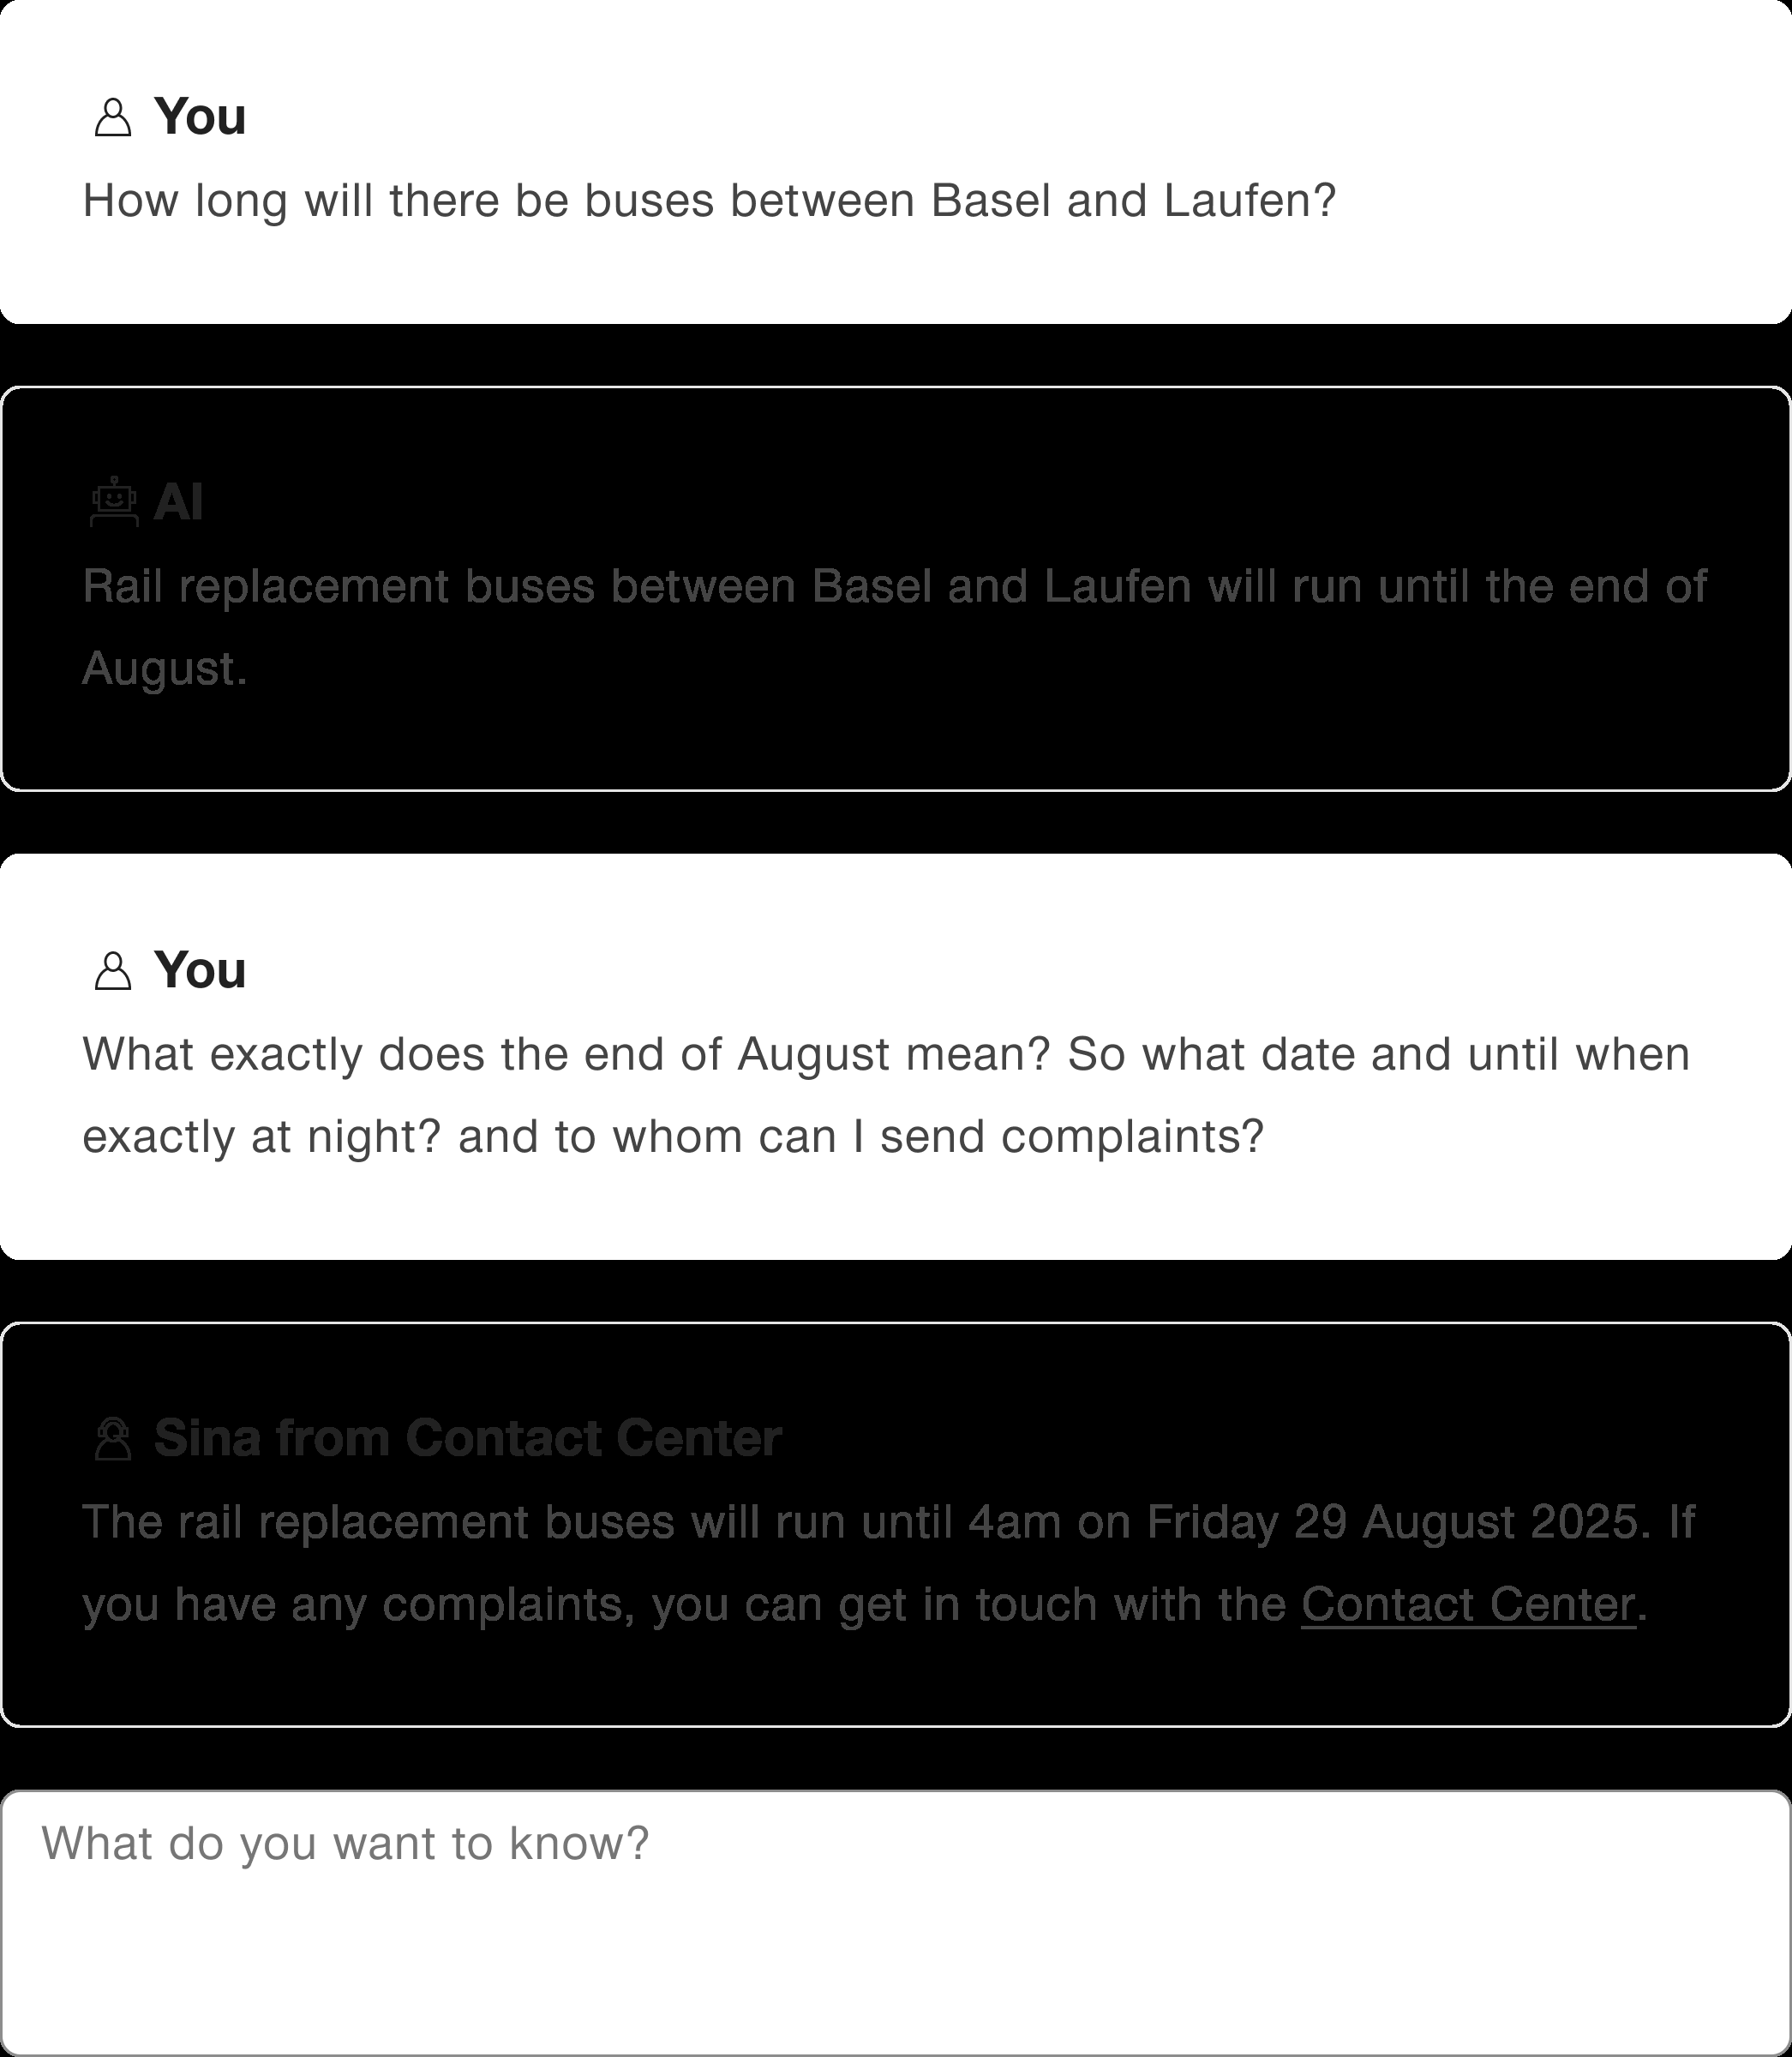 You
How long will there be buses between Basel and Laufen?
AI
Rail replacement buses between Basel and Laufen will run until the end of
August.
You
What exactly does the end of August mean? So what date and until when
exactly at night? and to whom can I send complaints?
Sina from Contact Center
The rail replacement buses will run until 4am on Friday 29 August 2025. If
you have any complaints, you can get in touch with the Contact Center.
What do you want to know?